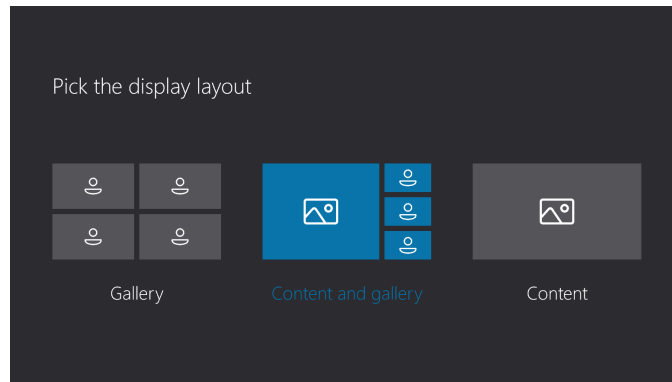 Pick the display layout
Gallery
Content and gallery
Content